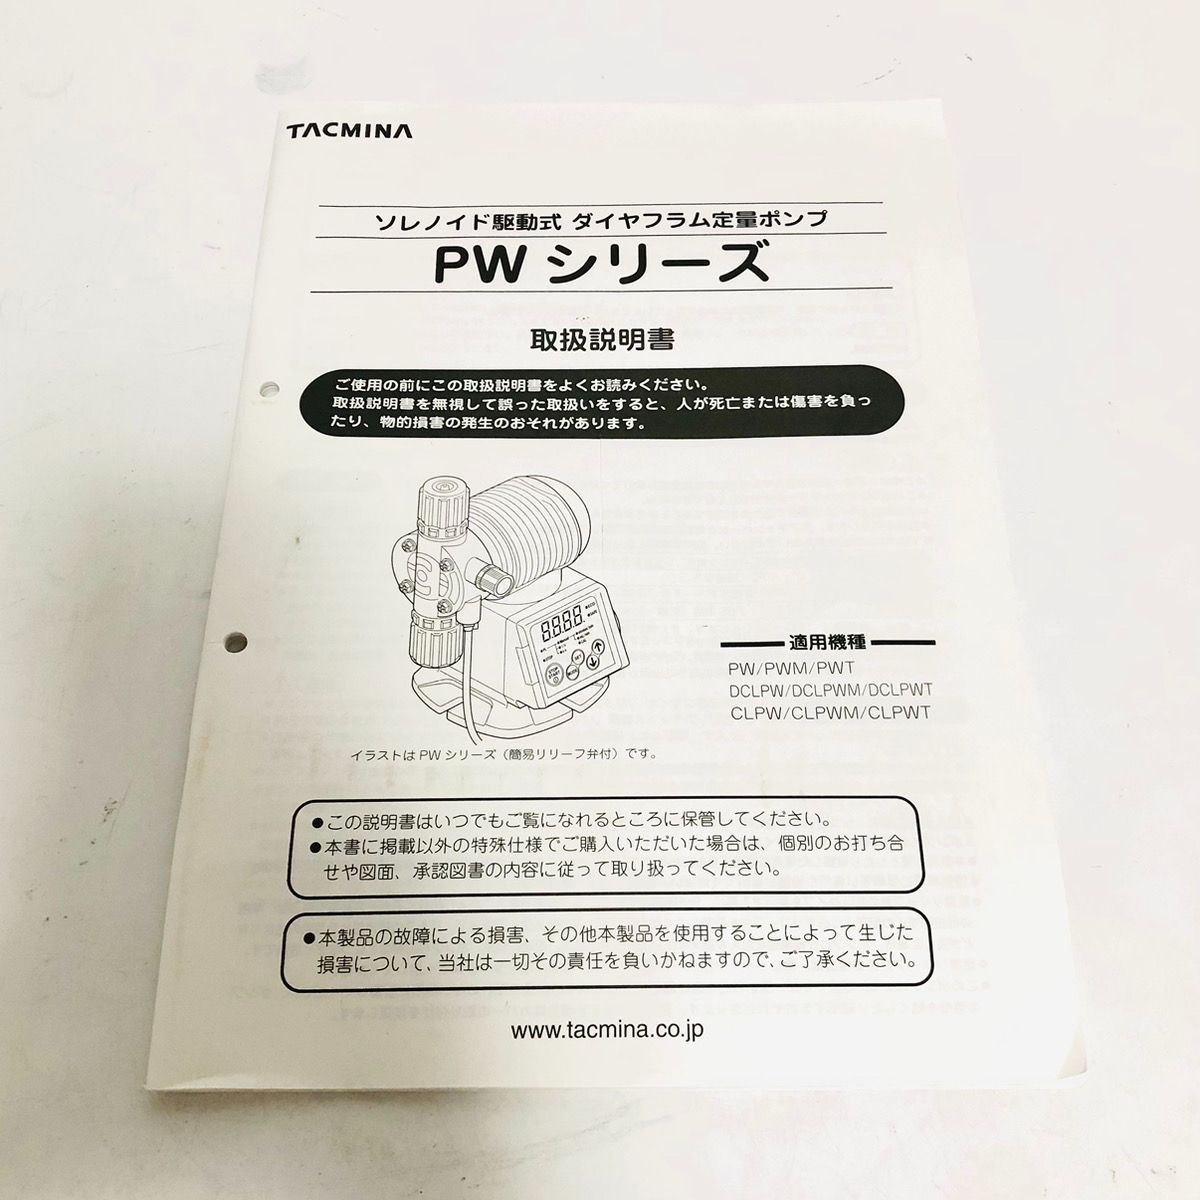 TACMINA
ソレノイド駆動式 ダイヤフラム定量ポンプ
PW シリーズ
取扱説明書
ご使用の前にこの取扱説明書をよくお読みください。
取扱説明書を無視して誤った取扱いをすると、人が死亡または傷害を負っ
たり、物的損害の発生のおそれがあります。
適用機種
PW/PWM/PWT
DCLPW/DCLPWM/DCLPWT
CLPW/CLPWM/CLPWT
イラストは PW シリーズ（簡易リリーフ弁付）です。
●この説明書はいつでもご覧になれるところに保管してください。
●本書に掲載以外の特殊仕様でご購入いただいた場合は、個別のお打ち合
せや図面、承認図書の内容に従って取り扱ってください。
●本製品の故障による損害、その他本製品を使用することによって生じた
損害について、当社は一切その責任を負いかねますので、ご了承ください。
www.tacmina.co.jp